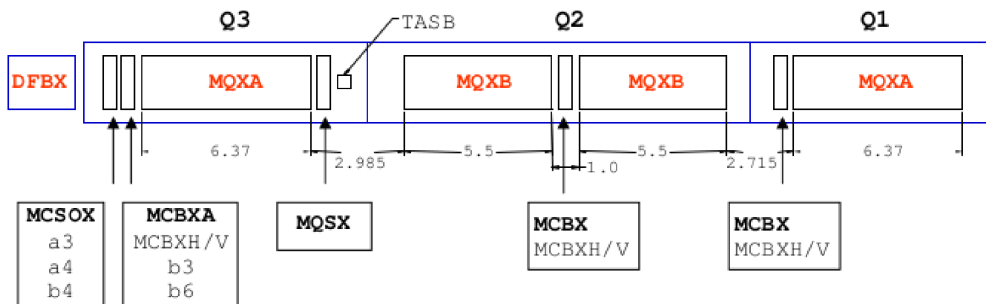 Q3 Q2 Q1
TASB
DFBX MQXA MQXB MQXB MQXA
6.37 2.985 5.5 1.0 5.5 2.715 6.37
MCSOX
a3
a4
b4
MCBXA
MCBXH/V
b3
b6
MQSX
MCBX
MCBXH/V
MCBX
MCBXH/V